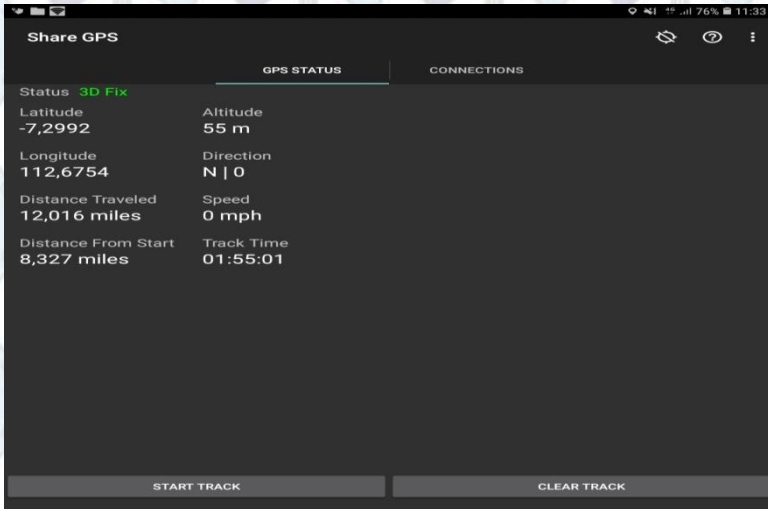 76% 11:33
Share GPS
GPS STATUS CONNECTIONS
Status 3D Fix
Latitude Altitude
-7,2992 55 m
Longitude Direction
112,6754 N | 0
Distance Traveled Speed
12,016 miles 0 mph
Distance From Start Track Time
8,327 miles 01:55:01
START TRACK CLEAR TRACK